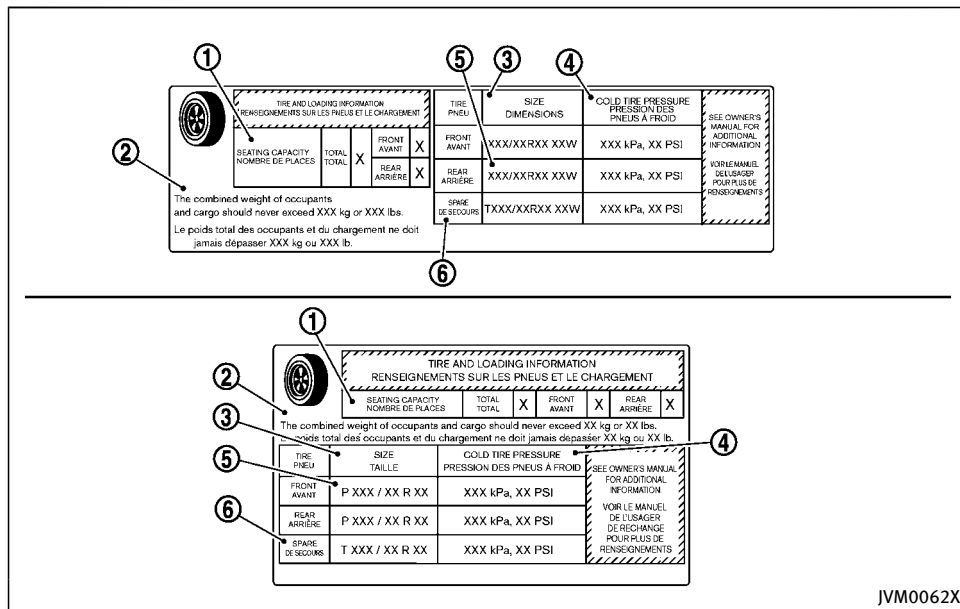 ①
②
③
④
⑤
⑥
TIRE AND LOADING INFORMATION
RENSEIGNEMENTS SUR LES PNEUS ET LE CHARGEMENT
SEATING CAPACITY
NOMBRE DE PLACES
TOTAL
TOTAL
X
FRONT
AVANT
X
REAR
ARRIÈRE
X
The combined weight of occupants
and cargo should never exceed XXX kg or XXX lbs.
Le poids total des occupants et du chargement ne doit
jamais dépasser XXX kg ou XXX lb.
TIRE
PNEU
SIZE
DIMENSIONS
COLD TIRE PRESSURE
PRESSION DES
PNEUS À FROID
FRONT
AVANT
XXX/XXRXX XXW
XXX kPa, XX PSI
REAR
ARRIÈRE
XXX/XXRXX XXW
XXX kPa, XX PSI
SPARE
DE SECOURS
TXXX/XXRXX XXW
XXX kPa, XX PSI
SEE OWNER'S
MANUAL FOR
ADDITIONAL
INFORMATION
VOIR LE MANUEL
DE L'USAGER
POUR PLUS DE
RENSEIGNEMENTS
①
②
③
④
⑤
⑥
TIRE AND LOADING INFORMATION
RENSEIGNEMENTS SUR LES PNEUS ET LE CHARGEMENT
SEATING CAPACITY
NOMBRE DE PLACES
TOTAL
TOTAL
X
FRONT
AVANT
X
REAR
ARRIÈRE
X
The combined weight of occupants and cargo should never exceed XX kg or XX lbs.
Le poids total des occupants et du chargement ne doit jamais dépasser XX kg ou XX lb.
TIRE
PNEU
SIZE
TAILLE
COLD TIRE PRESSURE
PRESSION DES PNEUS À FROID
FRONT
AVANT
P XXX / XX R XX
XXX kPa, XX PSI
REAR
ARRIÈRE
P XXX / XX R XX
XXX kPa, XX PSI
SPARE
DE SECOURS
T XXX / XX R XX
XXX kPa, XX PSI
SEE OWNER'S MANUAL
FOR ADDITIONAL
INFORMATION.
VOIR LE MANUEL
DE L'USAGER
DE RECHANGE
POUR PLUS DE
RENSEIGNEMENTS
JVM0062X